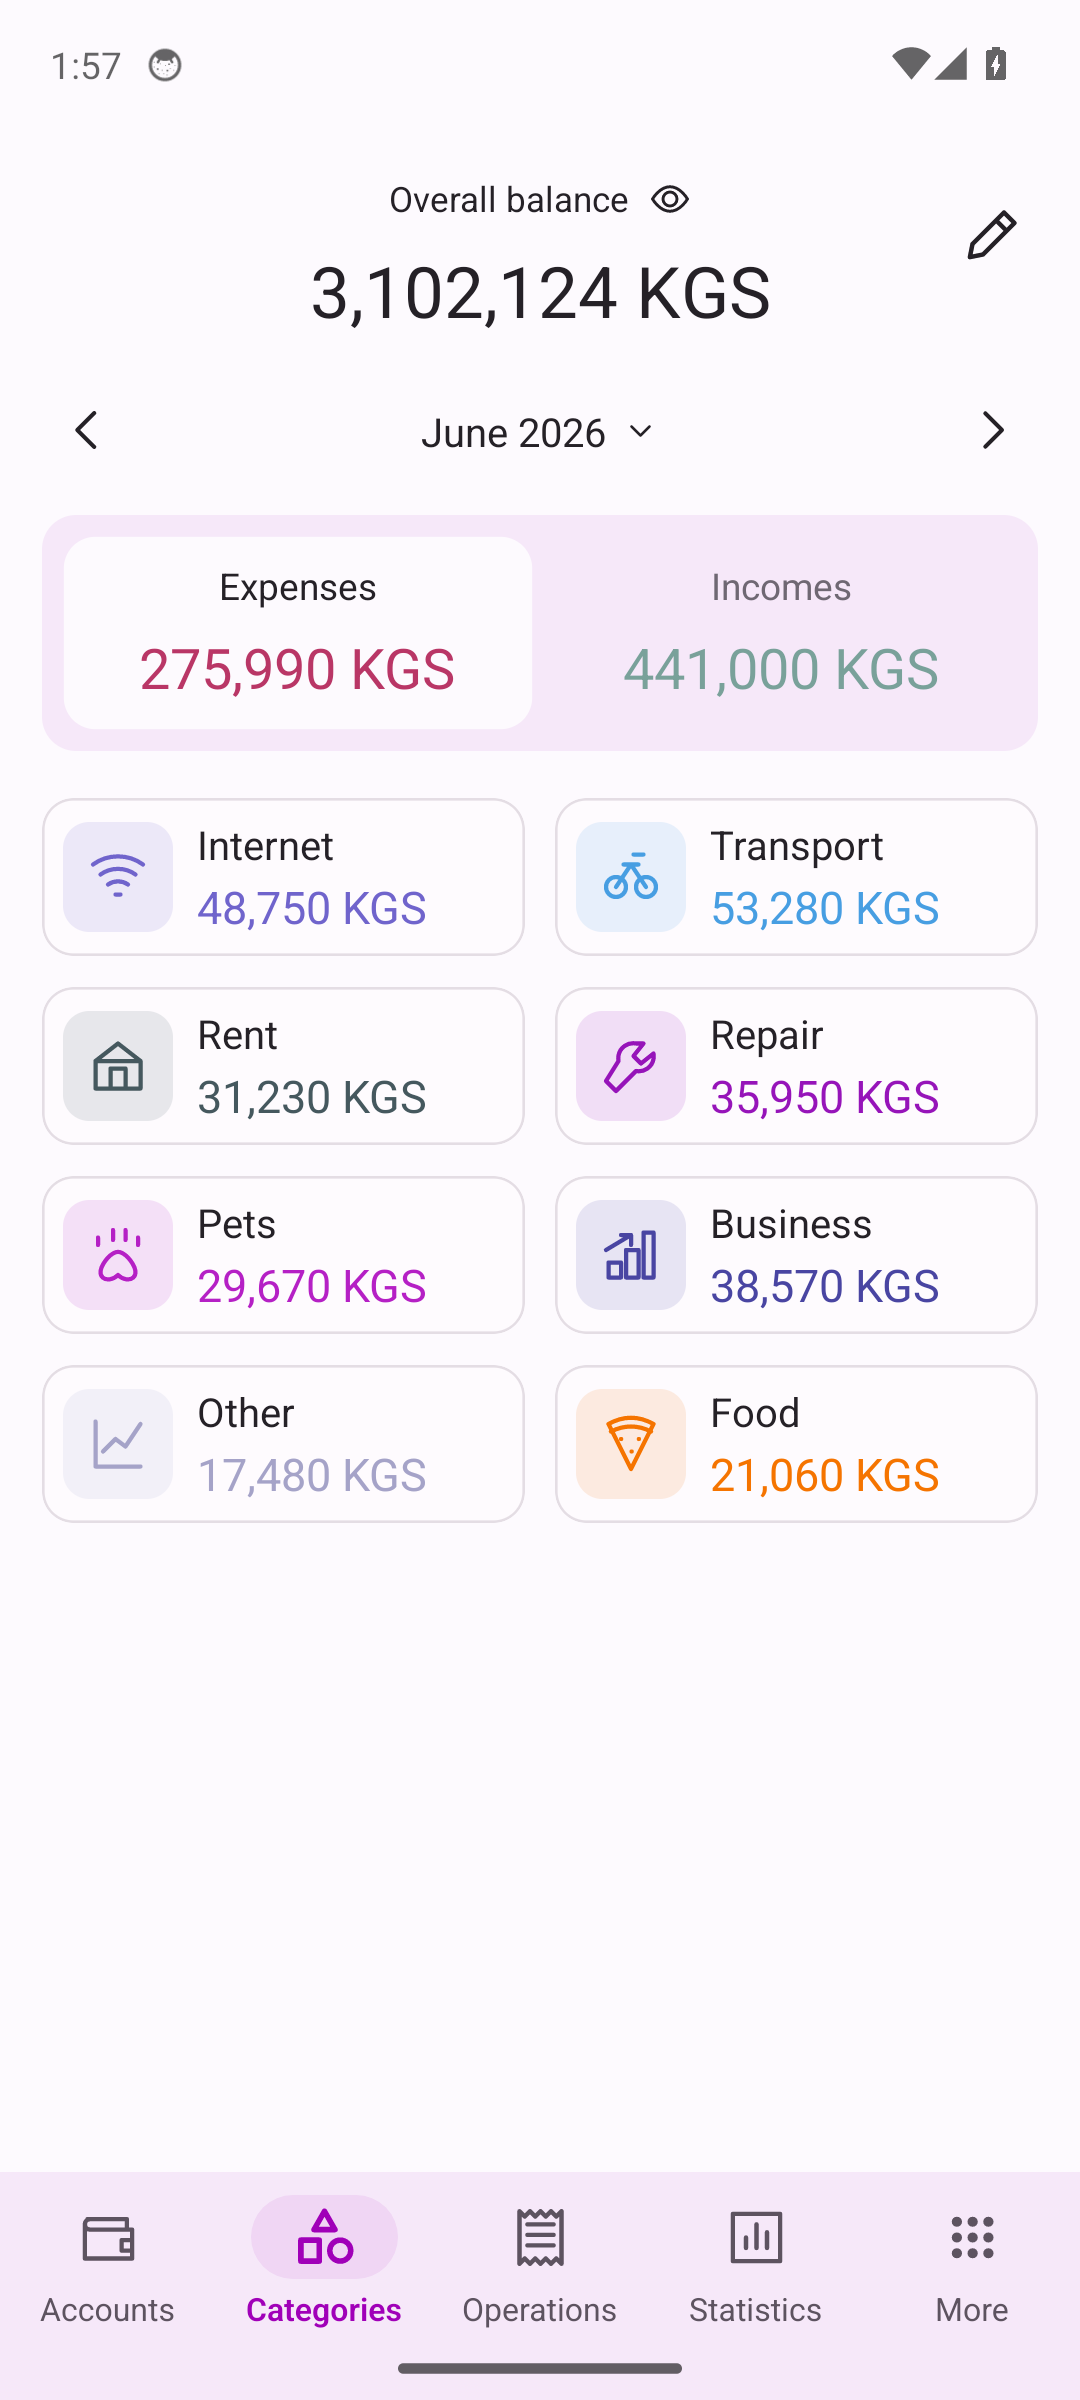 1:57
Overall balance
3,102,124 KGS
June 2026
Expenses
275,990 KGS
Incomes
441,000 KGS
Internet
48,750 KGS
Transport
53,280 KGS
Rent
31,230 KGS
Repair
35,950 KGS
Pets
29,670 KGS
Business
38,570 KGS
Other
17,480 KGS
Food
21,060 KGS
Accounts
Categories
Operations
Statistics
More